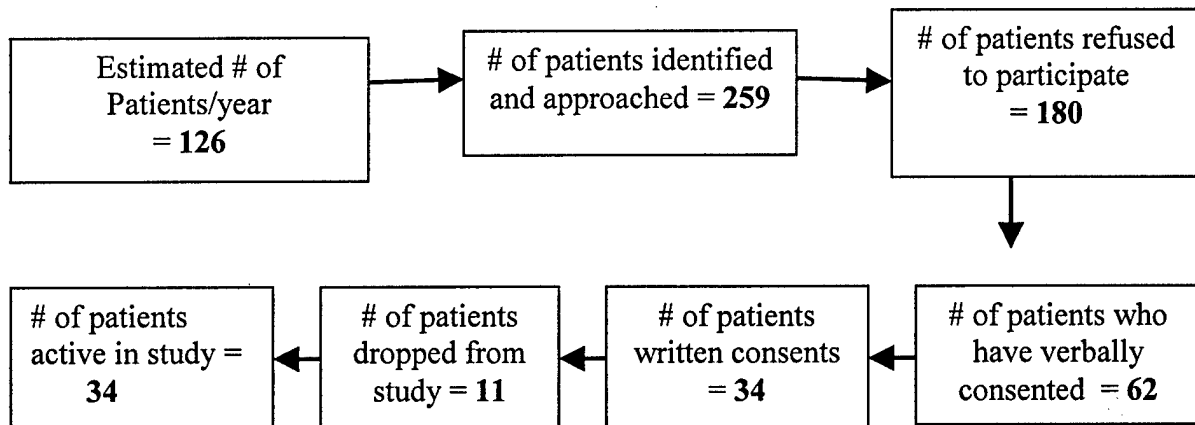 Estimated # of
Patients/year
= 126
# of patients identified
and approached = 259
# of patients refused
to participate
= 180
# of patients who
have verbally
consented = 62
# of patients
written consents
= 34
# of patients
dropped from
study = 11
# of patients
active in study =
34